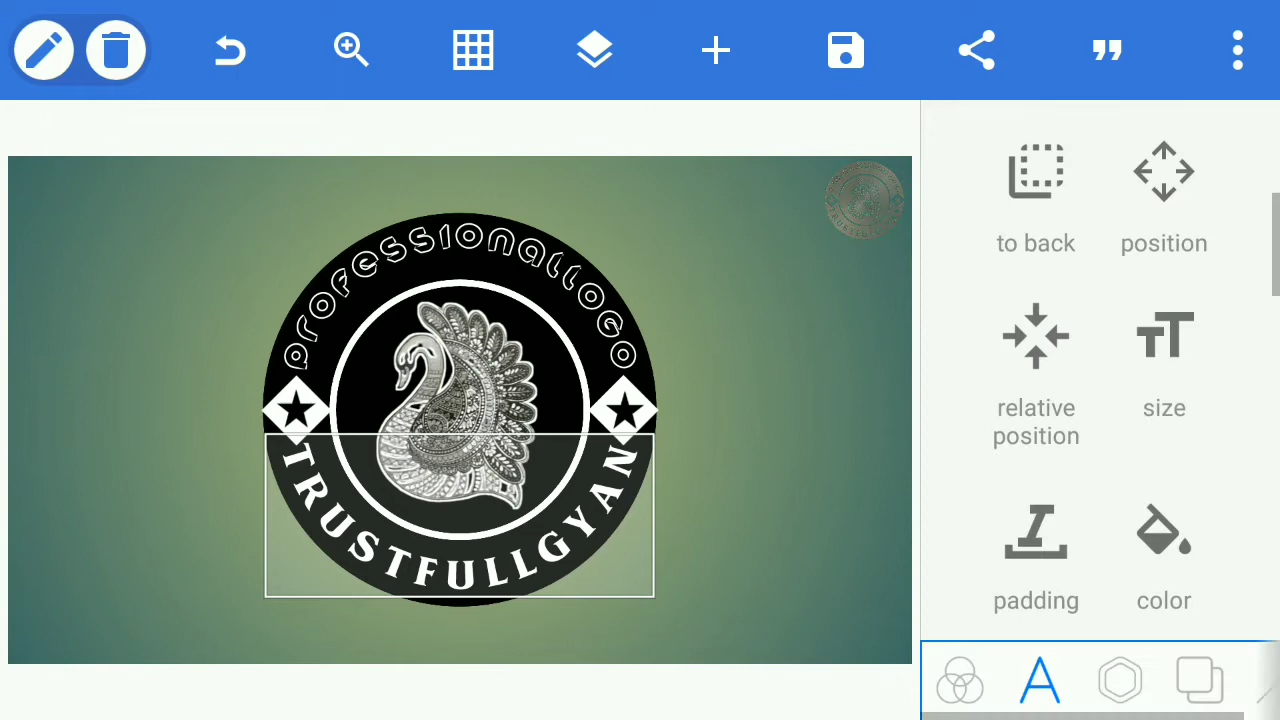 PROFESSIONALLOGO
TRUSTFULLGYAN
to back
position
relative position
size
padding
color